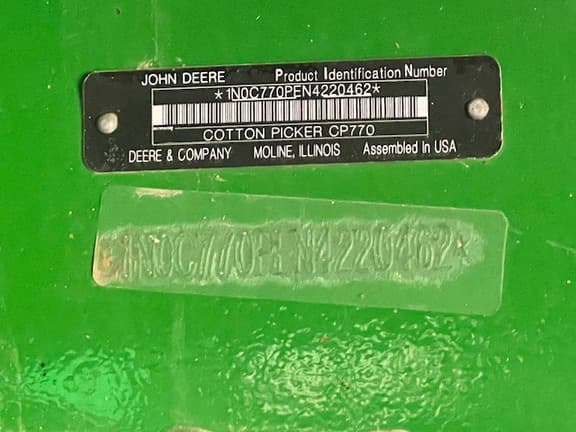 JOHN DEERE Product Identification Number
*1N0C770PEN4220462*
COTTON PICKER CP770
DEERE & COMPANY MOLINE, ILLINOIS Assembled In USA
*1N0C770PEN4220462*